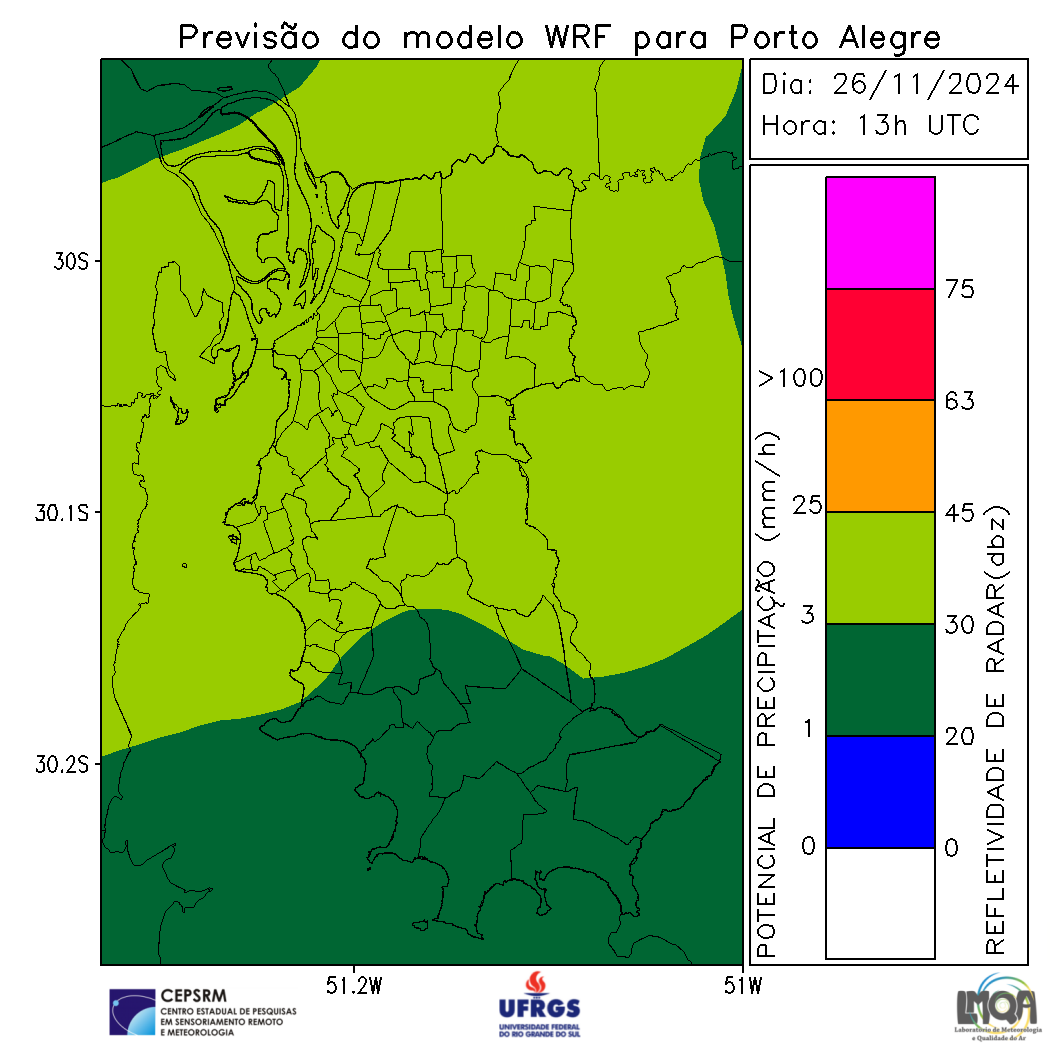 Previsão do modelo WRF para Porto Alegre
Dia: 26/11/2024
Hora: 13h UTC
30S
30.1S
30.2S
51.2W
51W
POTENCIAL DE PRECIPITAÇÃO (mm/h)
>100
25
3
1
0
75
63
45
30
20
0
REFLETIVIDADE DE RADAR(dbz)
CEPSRM
CENTRO ESTADUAL DE PESQUISAS
EM SENSORIAMENTO REMOTO
E METEOROLOGIA
UFRGS
UNIVERSIDADE FEDERAL
DO RIO GRANDE DO SUL
LMQA
Laboratório de Meteorologia
e Qualidade do Ar